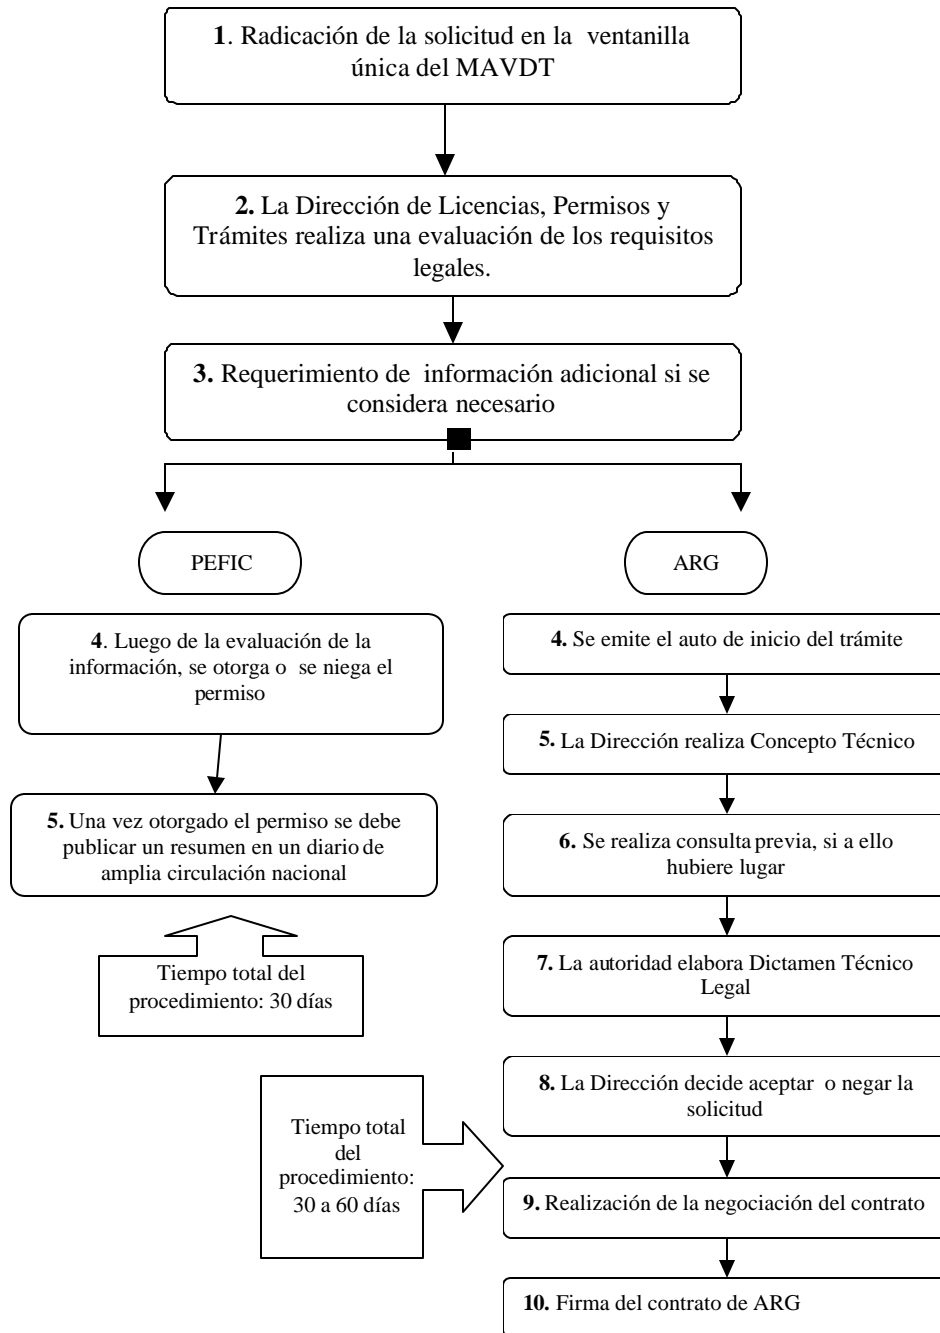 1. Radicación de la solicitud en la ventanilla
única del MAVDT
2. La Dirección de Licencias, Permisos y
Trámites realiza una evaluación de los requisitos
legales.
3. Requerimiento de información adicional si se
considera necesario
PEFIC
4. Luego de la evaluación de la
información, se otorga o se niega el
permiso
5. Una vez otorgado el permiso se debe
publicar un resumen en un diario de
amplia circulación nacional
Tiempo total del
procedimiento: 30 días
ARG
4. Se emite el auto de inicio del trámite
5. La Dirección realiza Concepto Técnico
6. Se realiza consulta previa, si a ello
hubiere lugar
7. La autoridad elabora Dictamen Técnico
Legal
8. La Dirección decide aceptar o negar la
solicitud
Tiempo total
del
procedimiento:
30 a 60 días
9. Realización de la negociación del contrato
10. Firma del contrato de ARG